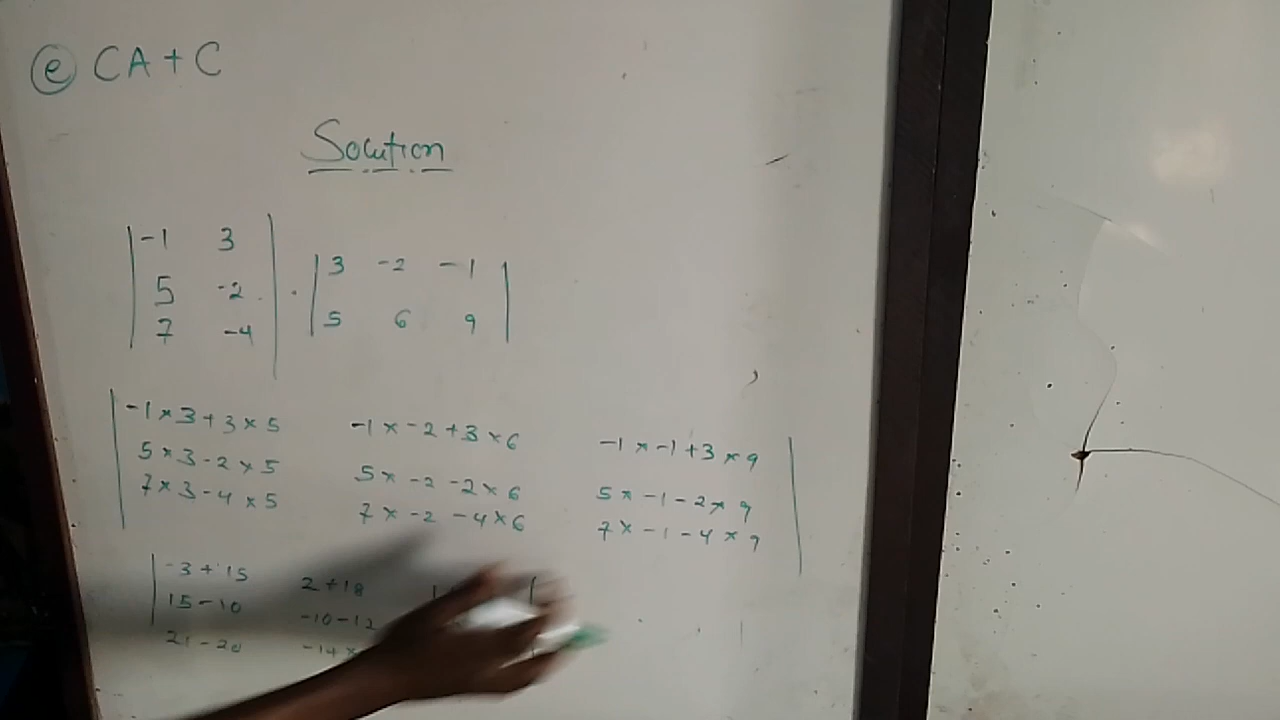 ⓔ CA + C
Solution
-1 3
5 -2
7 -4
.
3 -2 -1
5 6 9
-1 × 3 + 3 × 5 -1 × -2 + 3 × 6 -1 × -1 + 3 × 9
5 × 3 - 2 × 5 5 × -2 -2 × 6 5 × -1 - 2 × 9
7 × 3 - 4 × 5 7 × -2 -4 × 6 7 × -1 - 4 × 9
-3 + 15 2 + 18
15 - 10 -10 - 12
21 - 20 -14